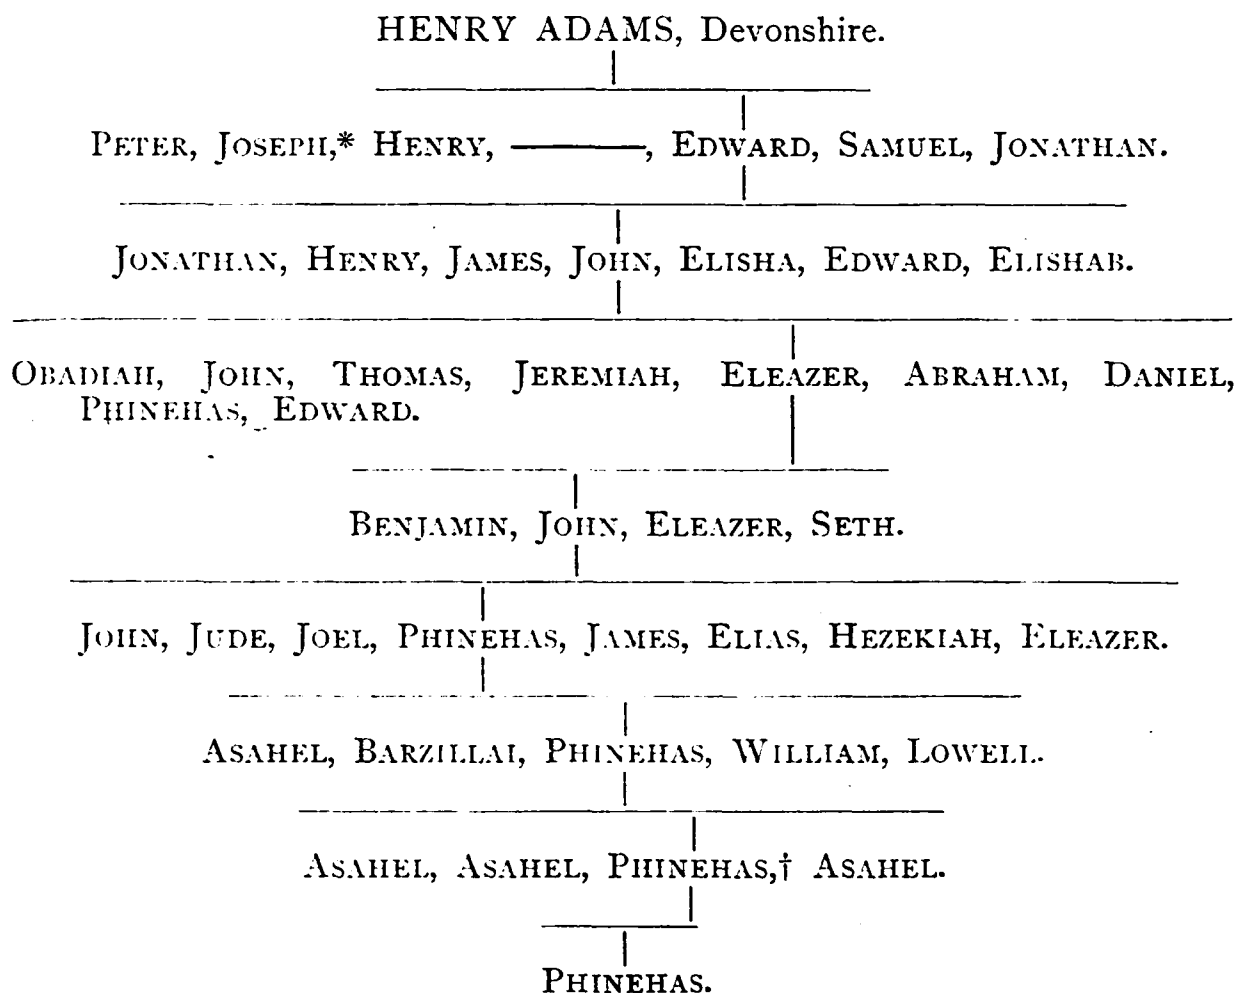 HENRY ADAMS, Devonshire.
PETER, JOSEPH,* HENRY, ———, EDWARD, SAMUEL, JONATHAN.
JONATHAN, HENRY, JAMES, JOHN, ELISHA, EDWARD, ELISHAB.
OBADIAH, JOHN, THOMAS, JEREMIAH, ELEAZER, ABRAHAM, DANIEL,
PHINEHAS, EDWARD.
BENJAMIN, JOHN, ELEAZER, SETH.
JOHN, JUDE, JOEL, PHINEHAS, JAMES, ELIAS, HEZEKIAH, ELEAZER.
ASAHEL, BARZILLAI, PHINEHAS, WILLIAM, LOWELL.
ASAHEL, ASAHEL, PHINEHAS,† ASAHEL.
PHINEHAS.